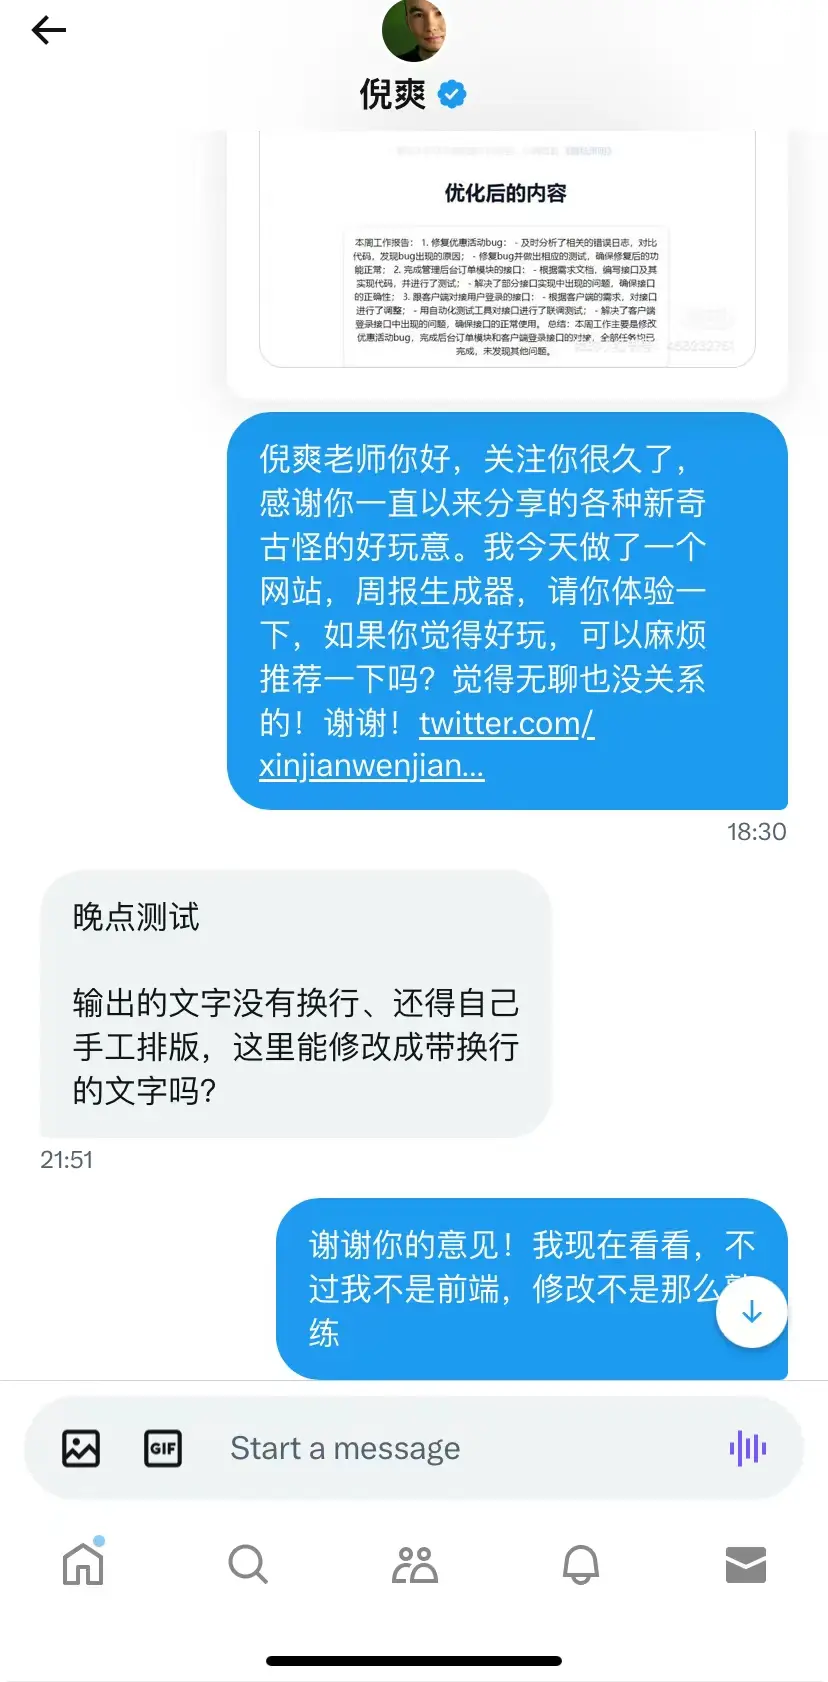 倪爽
优化后的内容
本周工作报告： 1. 修复优惠活动bug： - 及时分析了相关的错误日志，对比
代码，发现bug出现的原因； - 修复bug并做出相应的测试，确保修复后的功
能正常； 2. 完成管理后台订单模块的接口： - 根据需求文档，编写接口及其
实现代码，并进行了测试； - 解决了部分接口实现中出现的问题，确保接口
的正确性； 3. 跟客户端对接用户登录的接口： - 根据客户端的需求，对接口
进行了调整； - 用自动化测试工具对接口进行了联调测试； - 解决了客户端
登录接口中出现的问题，确保接口的正常使用。 总结：本周工作主要是修改
优惠活动bug，完成后台订单模块和客户端登录接口的对接，全部任务均已
完成，未发现其他问题。
倪爽老师你好，关注你很久了，
感谢你一直以来分享的各种新奇
古怪的好玩意。我今天做了一个
网站，周报生成器，请你体验一
下，如果你觉得好玩，可以麻烦
推荐一下吗？觉得无聊也没关系
的！谢谢！twitter.com/
xinjianwenjian...
18:30
晚点测试
输出的文字没有换行、还得自己
手工排版，这里能修改成带换行
的文字吗？
21:51
谢谢你的意见！我现在看看，不
过我不是前端，修改不是那么
练
GIF
Start a message